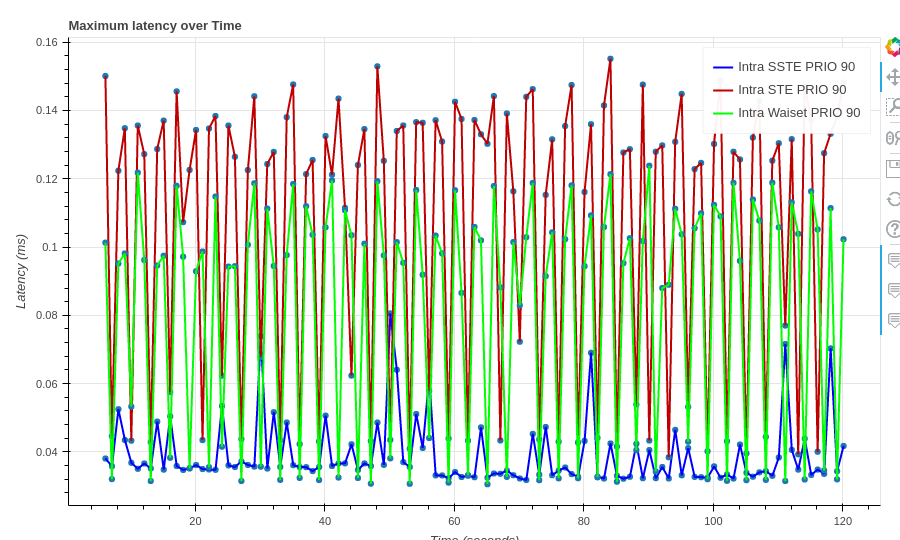 Maximum latency over Time
0.16
0.14
0.12
0.1
0.08
0.06
0.04
Latency (ms)
Intra SSTE PRIO 90
Intra STE PRIO 90
Intra Waiset PRIO 90
20
40
60
80
100
120
Time (seconds)